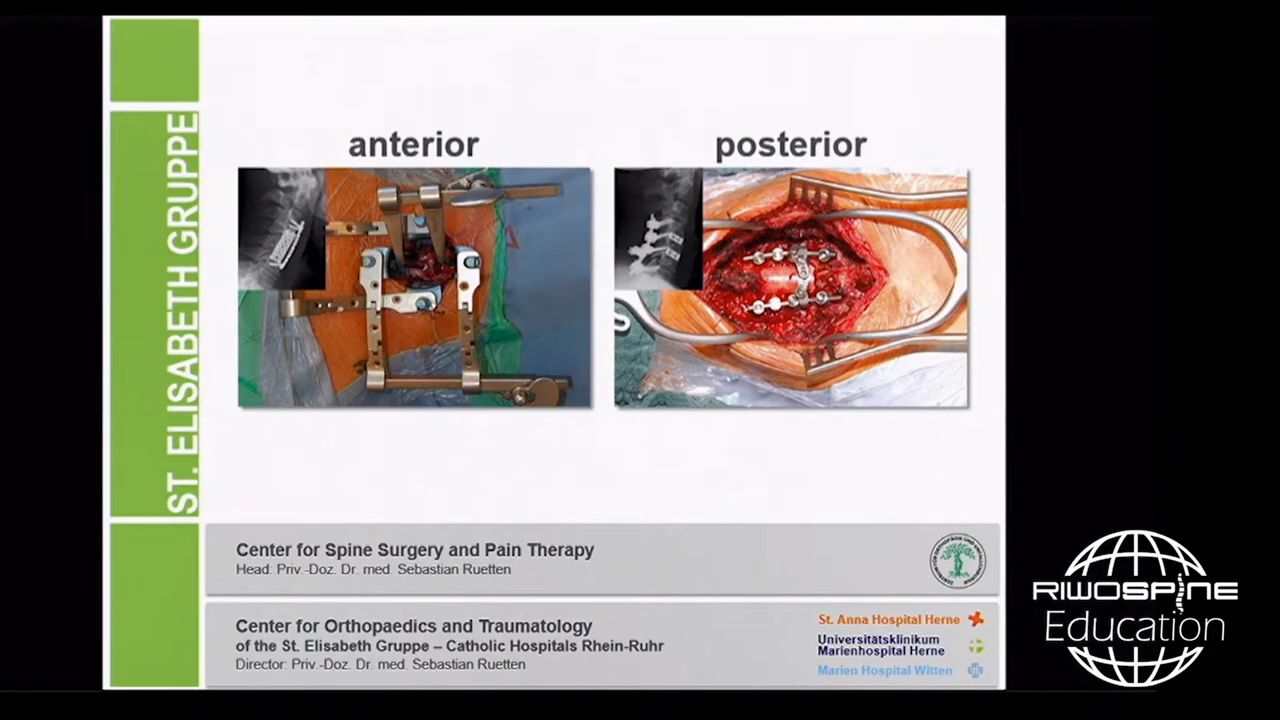 ST. ELISABETH GRUPPE
anterior
posterior
Center for Spine Surgery and Pain Therapy
Head: Priv.-Doz. Dr. med. Sebastian Ruetten
Center for Orthopaedics and Traumatology
of the St. Elisabeth Gruppe – Catholic Hospitals Rhein-Ruhr
Director: Priv.-Doz. Dr. med. Sebastian Ruetten
St. Anna Hospital Herne
Universitätsklinikum
Marienhospital Herne
Marien Hospital Witten
RIWOSPINE
Education